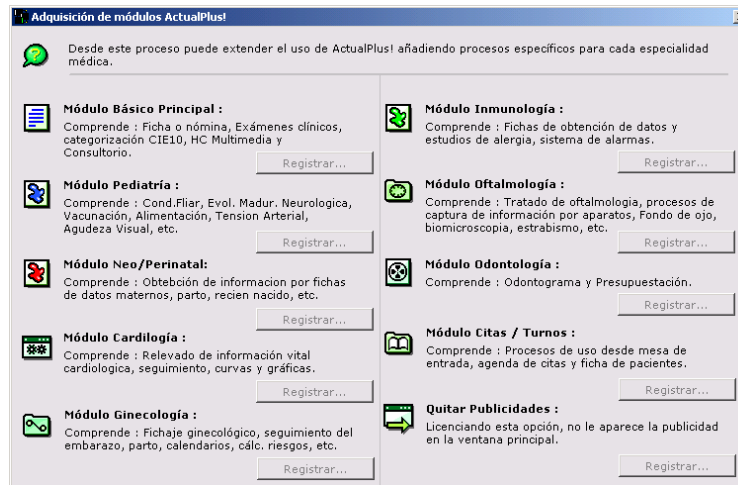 Adquisición de módulos ActualPlus!
Desde este proceso puede extender el uso de ActualPlus! añadiendo procesos específicos para cada especialidad
médica.
Módulo Básico Principal :
Comprende : Ficha o nómina, Exámenes clínicos,
categorización CIE10, HC Multimedia y
Consultorio.
Registrar...
Módulo Pediatría :
Comprende : Cond.Fliar, Evol. Madur. Neurologica,
Vacunación, Alimentación, Tension Arterial,
Agudeza Visual, etc.
Registrar...
Módulo Neo/Perinatal:
Comprende : Obtebción de informacion por fichas
de datos maternos, parto, recien nacido, etc.
Registrar...
Módulo Cardilogía :
Comprende : Relevado de información vital
cardiologica, seguimiento, curvas y gráficas.
Registrar...
Módulo Ginecología :
Comprende : Fichaje ginecológico, seguimiento del
embarazo, parto, calendarios, cálc. riesgos, etc.
Registrar...
Módulo Inmunología :
Comprende : Fichas de obtención de datos y
estudios de alergia, sistema de alarmas.
Registrar...
Módulo Oftalmología :
Comprende : Tratado de oftalmologia, procesos de
captura de información por aparatos, Fondo de ojo,
biomicroscopia, estrabismo, etc.
Registrar...
Módulo Odontología :
Comprende : Odontograma y Presupuestación.
Registrar...
Módulo Citas / Turnos :
Comprende : Procesos de uso desde mesa de
entrada, agenda de citas y ficha de pacientes.
Registrar...
Quitar Publicidades :
Licenciando esta opción, no le aparece la publicidad
en la ventana principal.
Registrar...